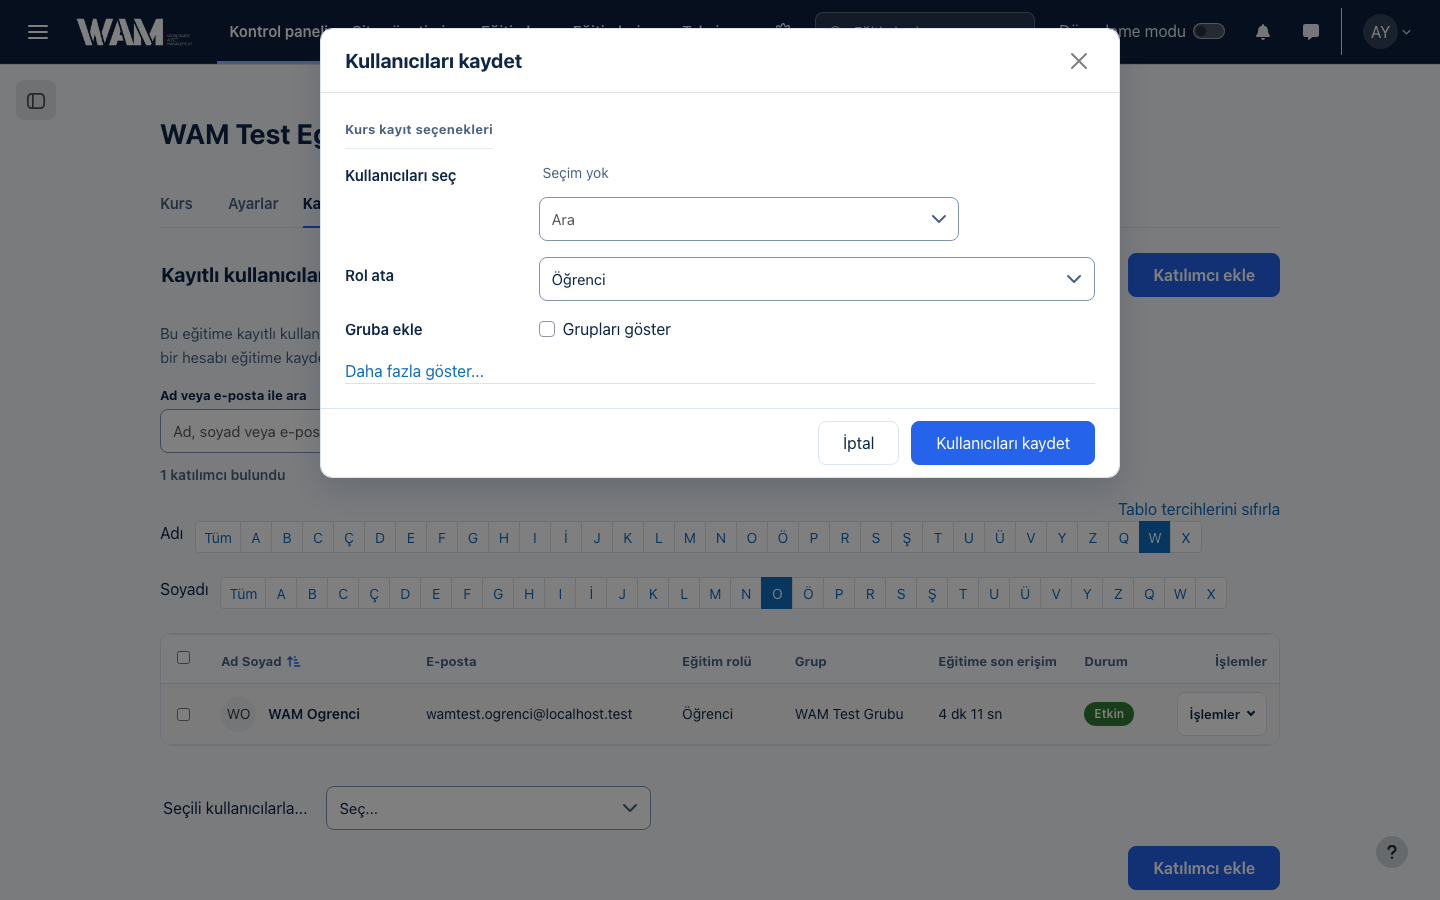 WAM
Kontrol paneli
me modu
AY
Kullanıcıları kaydet
WAM Test Eğ
Kurs kayıt seçenekleri
Kullanıcıları seç
Seçim yok
Kurs
Ayarlar
Ka
Ara
Kayıtlı kullanıcılar
Katılımcı ekle
Rol ata
Öğrenci
Bu eğitime kayıtlı kullan
Gruba ekle
Grupları göster
bir hesabı eğitime kayde
Daha fazla göster...
Ad veya e-posta ile ara
Ad, soyad veya e-pos
İptal
Kullanıcıları kaydet
1 katılımcı bulundu
Tablo tercihlerini sıfırla
Adı Tüm A B C Ç D E F G H I İ J K L M N O Ö P R S Ş T U Ü V Y Z Q W X
Soyadı Tüm A B C Ç D E F G H I İ J K L M N O Ö P R S Ş T U Ü V Y Z Q W X
Ad Soyad E-posta Eğitim rolü Grup Eğitime son erişim Durum İşlemler
WO WAM Ogrenci wamtest.ogrenci@localhost.test Öğrenci WAM Test Grubu 4 dk 11 sn Etkin İşlemler
Seçili kullanıcılarla... Seç...
?
Katılımcı ekle